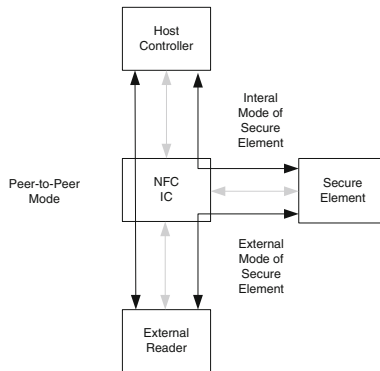 Host
Controller
Interal
Mode of
Secure
Element
Peer-to-Peer
Mode
NFC
IC
Secure
Element
External
Mode of
Secure
Element
External
Reader